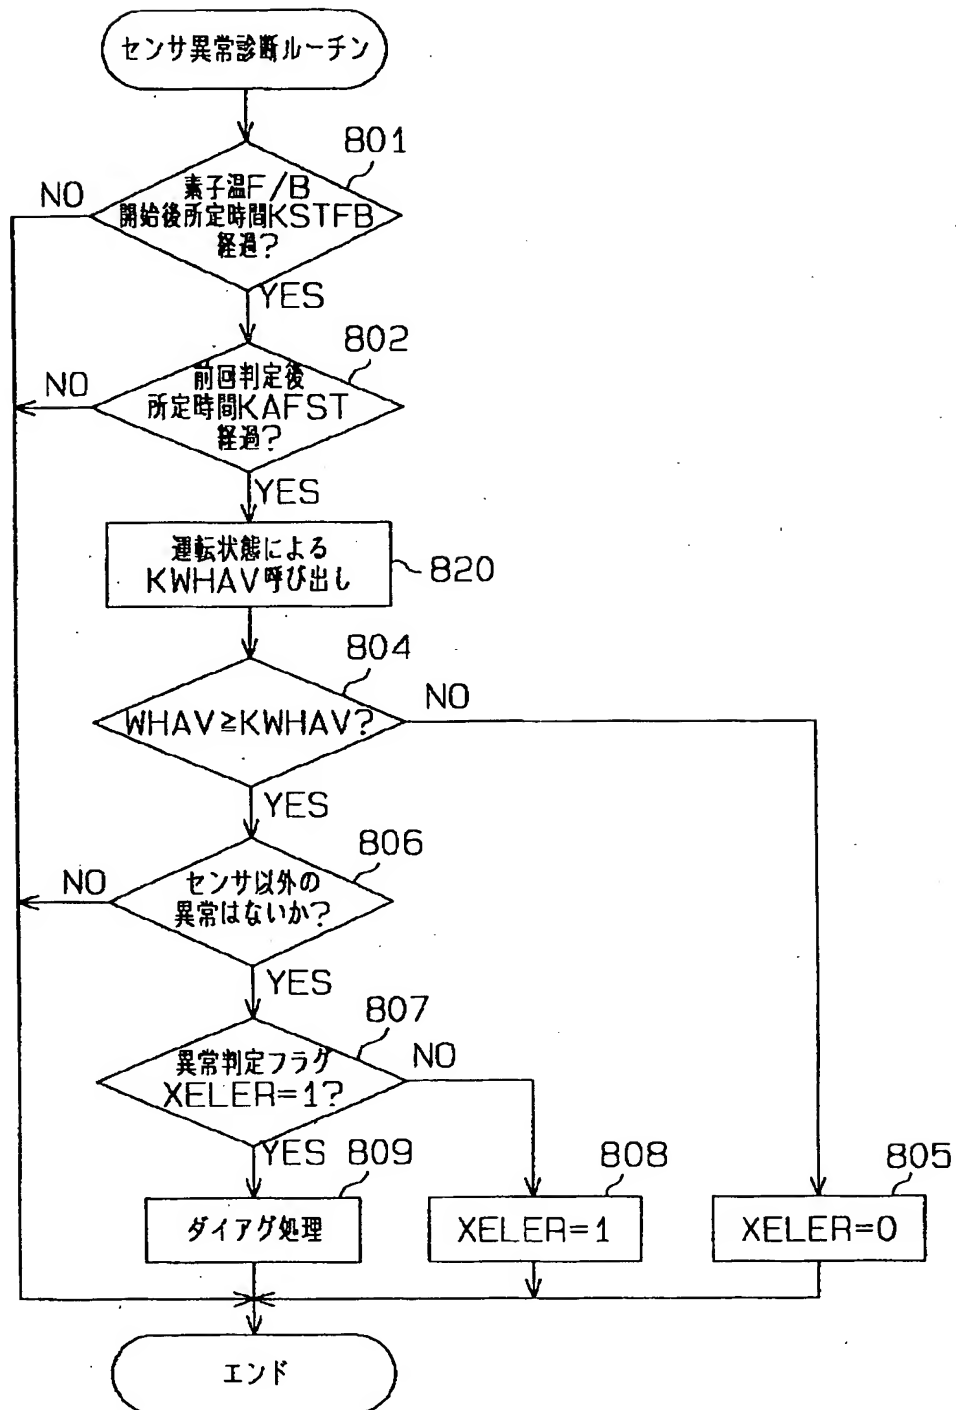 センサ異常診断ルーチン
801
NO
素子温F/B
開始後所定時間KSTFB
経過?
YES
802
NO
前回判定後
所定時間KAFST
経過?
YES
運転状態による
KWHAV呼び出し
820
804
NO
WHAV≧KWHAV?
YES
806
NO
センサ以外の
異常はないか?
YES
807
NO
異常判定フラグ
XELER=1?
YES
809
808
805
ダイアグ処理
XELER=1
XELER=0
エンド